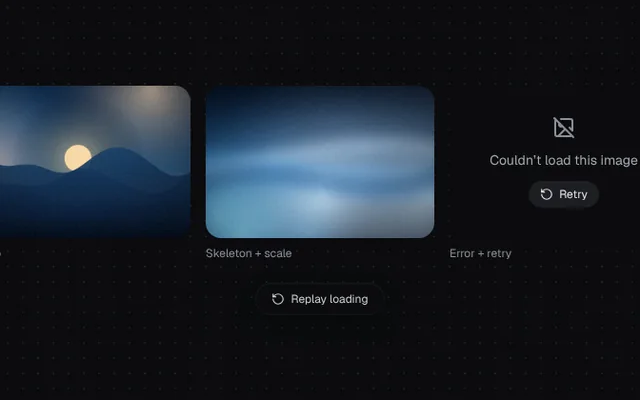 Couldn't load this image
Retry
Skeleton + scale
Error + retry
Replay loading